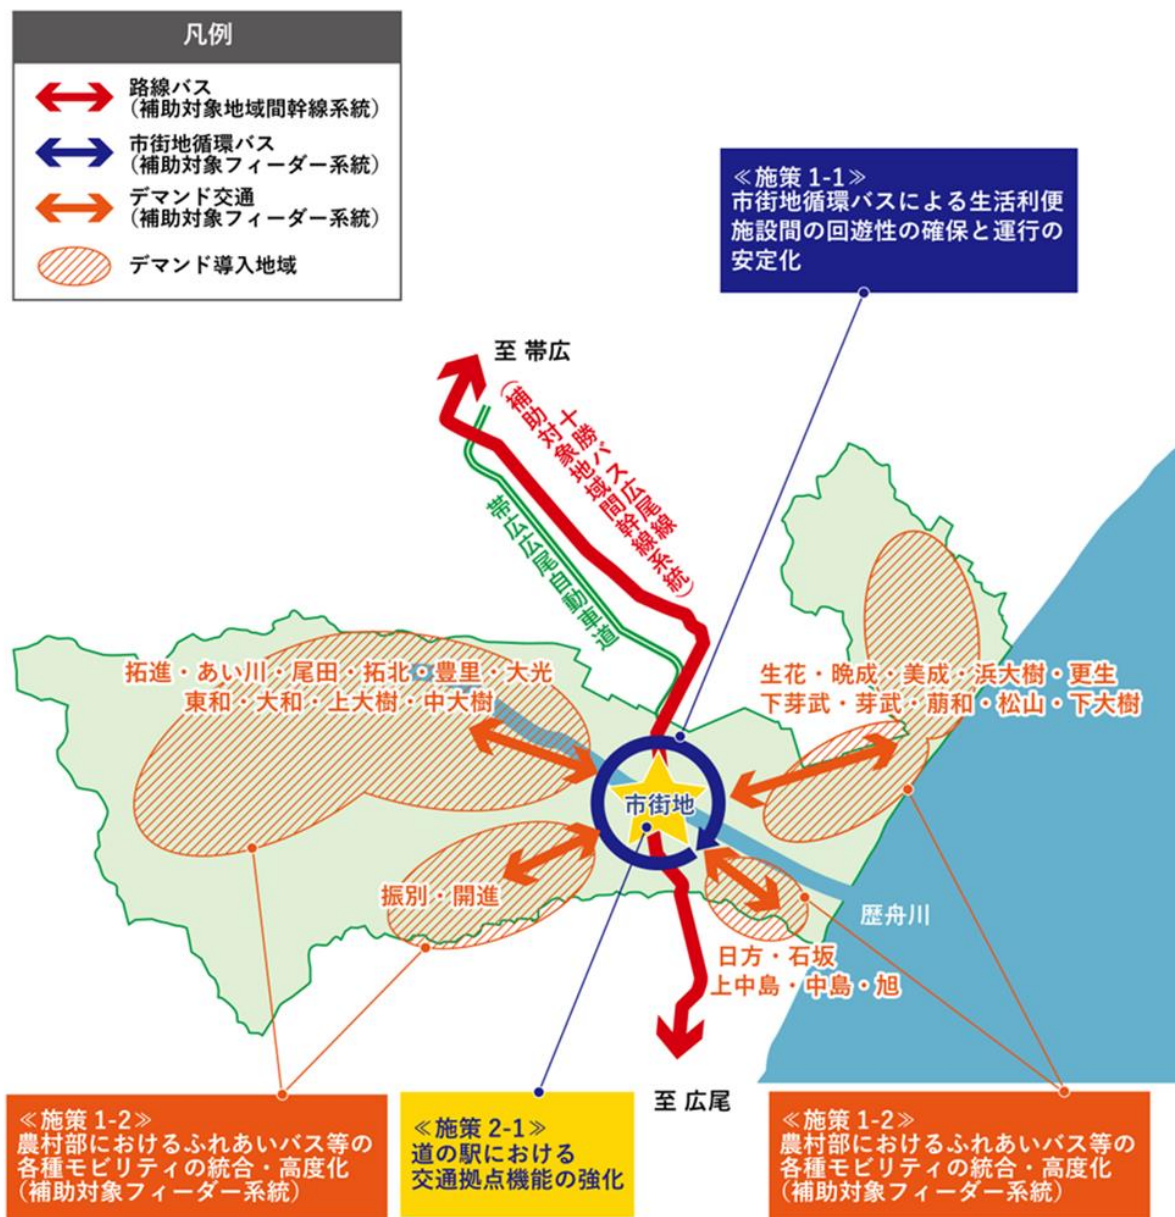 凡例
路線バス
(補助対象地域間幹線系統)
市街地循環バス
(補助対象フィーダー系統)
デマンド交通
(補助対象フィーダー系統)
デマンド導入地域
≪施策 1-1≫
市街地循環バスによる生活利便
施設間の回遊性の確保と運行の
安定化
至 帯広
十勝バス広尾線
(補助対象地域間幹線系統)
帯広広尾自動車道
拓進・あい川・尾田・拓北・豊里・大光
東和・大和・上大樹・中大樹
生花・晩成・美成・浜大樹・更生
下芽武・芽武・萠和・松山・下大樹
市街地
振別・開進
歴舟川
日方・石坂
上中島・中島・旭
至 広尾
≪施策 1-2≫
農村部におけるふれあいバス等の
各種モビリティの統合・高度化
(補助対象フィーダー系統)
≪施策 2-1≫
道の駅における
交通拠点機能の強化
≪施策 1-2≫
農村部におけるふれあいバス等の
各種モビリティの統合・高度化
(補助対象フィーダー系統)